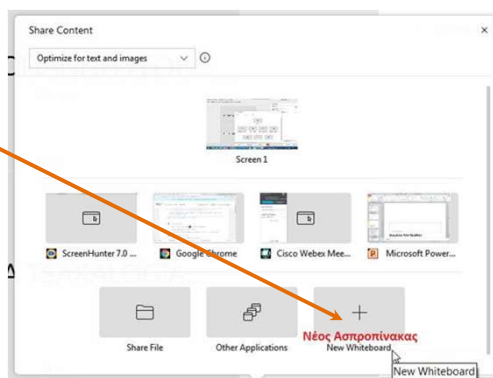 Share Content
Optimize for text and images
Screen 1
ScreenHunter 7.0 ...
Google Chrome
Cisco Webex Mee...
Microsoft Power...
Νέος Ασπροπίνακας
Share File
Other Applications
New Whiteboard
New Whiteboard